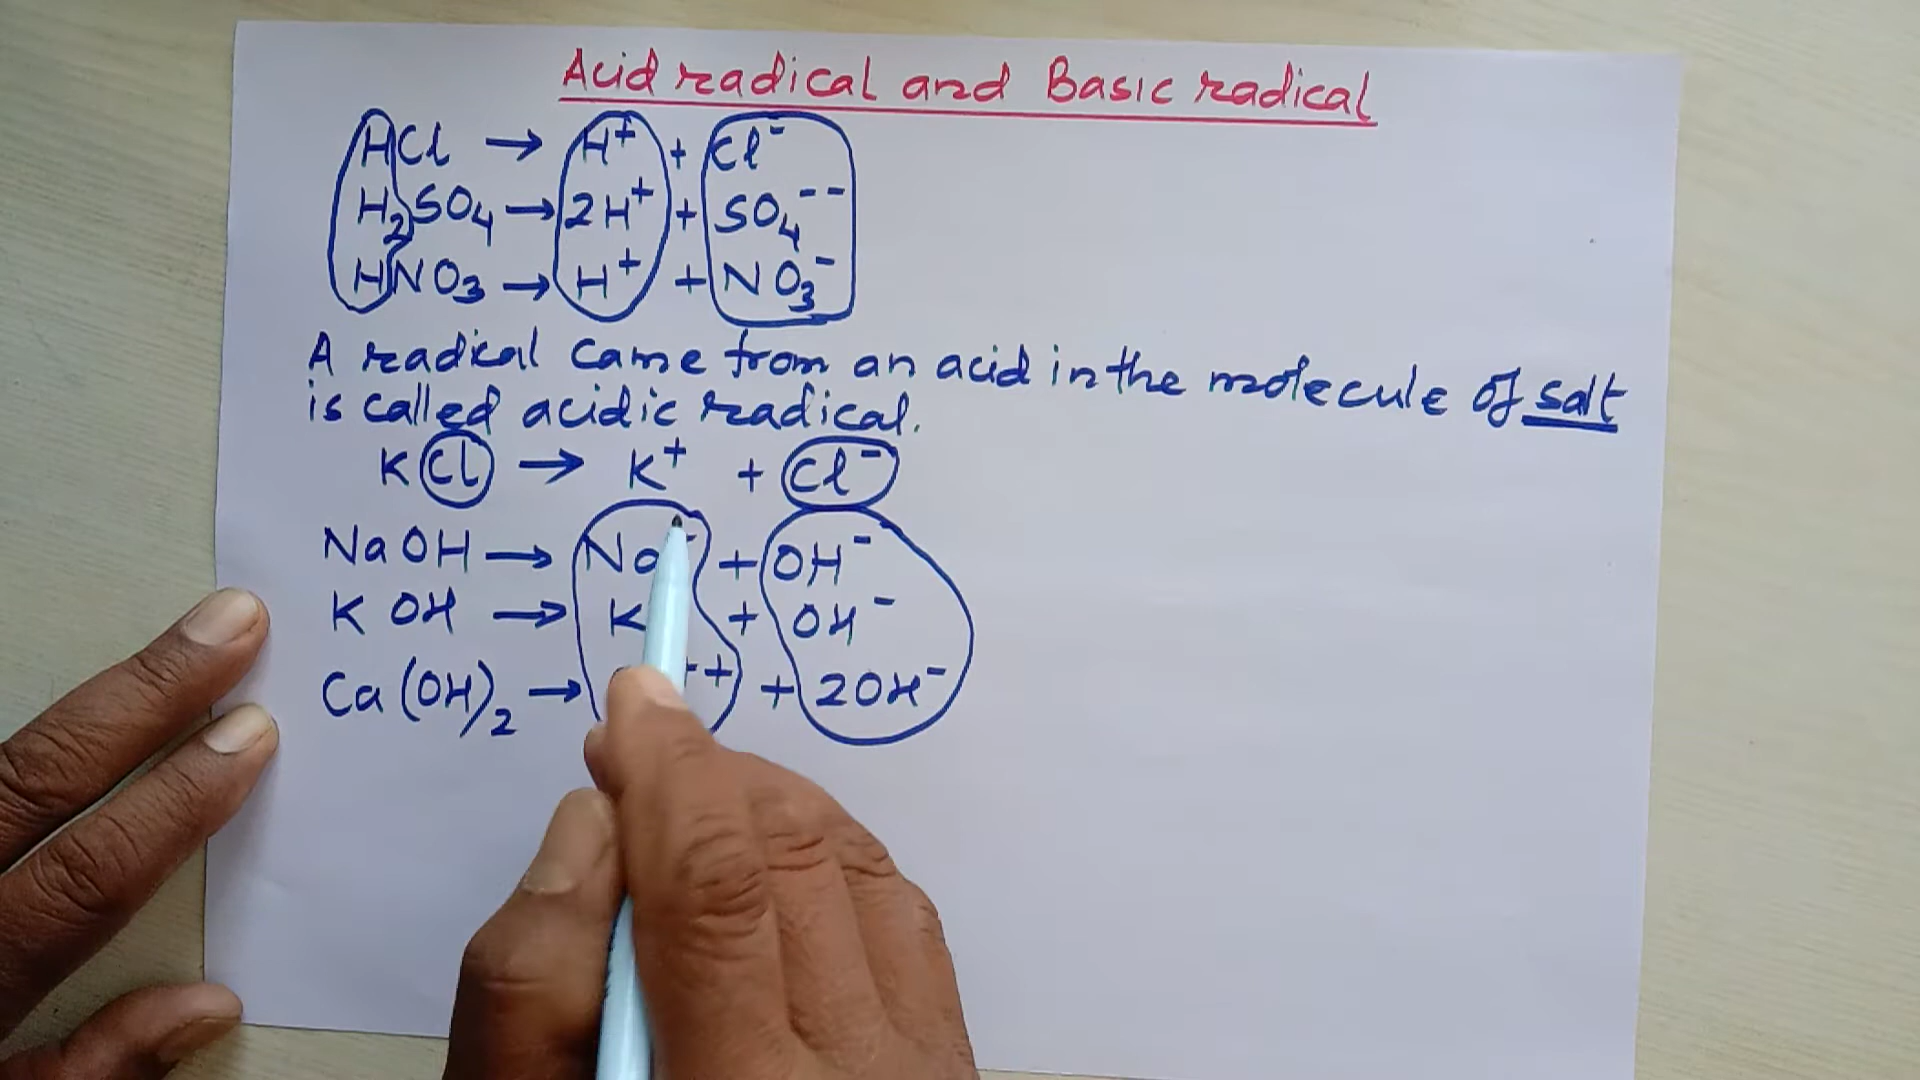 Acid radical and Basic radical
HCl → H⁺ + Cl⁻
H₂SO₄ → 2H⁺ + SO₄⁻⁻
HNO₃ → H⁺ + NO₃⁻
A radical came from an acid in the molecule of salt
is called acidic radical.
KCl → K⁺ + Cl⁻
NaOH → Na + OH⁻
KOH → K + OH⁻
Ca(OH)₂ → ⁺⁺ + 2OH⁻